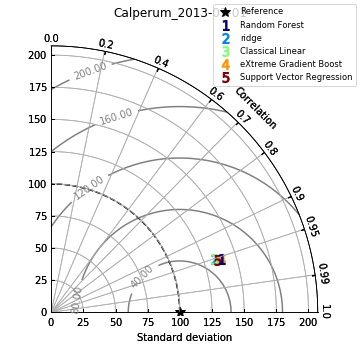 Calperum_2013-
Reference
1 Random Forest
2 ridge
3 Classical Linear
4 eXtreme Gradient Boost
5 Support Vector Regression
Correlation
0.0 0.2 0.4 0.6 0.7 0.8 0.9 0.95 0.99 1.0
200
175
150
125
100
75
50
25
0
200.00
160.00
120.00
40.00
5
0 25 50 75 100 125 150 175 200
Standard deviation